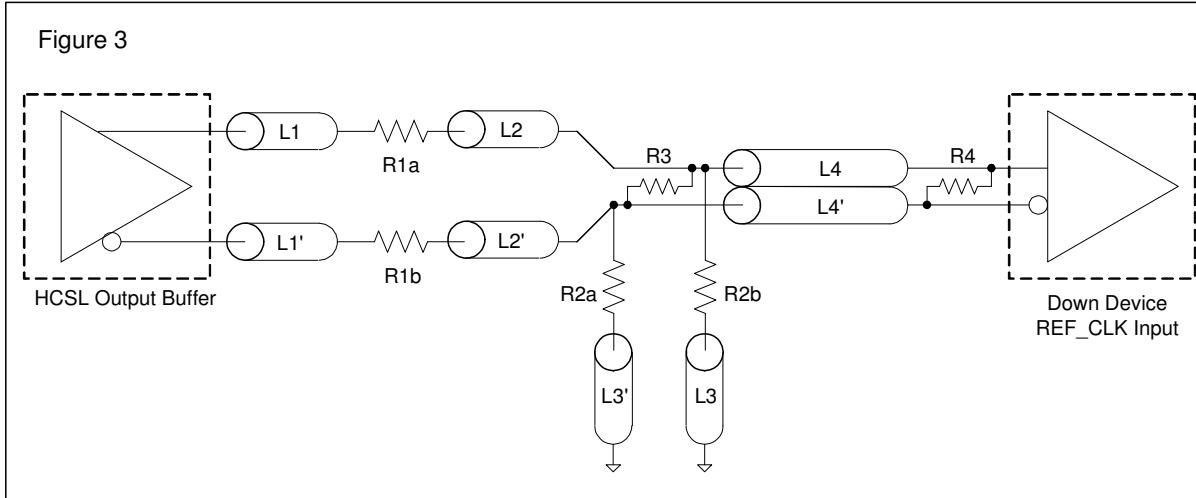 Figure 3
L1
R1a
L2
R3
L4
R4
L1'
R1b
L2'
L4'
HCSL Output Buffer
R2a
R2b
Down Device
REF_CLK Input
L3'
L3